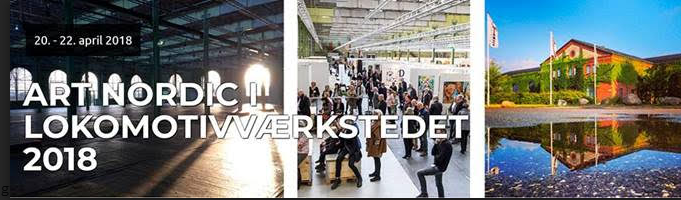 20. - 22. april 2018
ART NORDIC I
LOKOMOTIVVÆRKSTEDET
2018